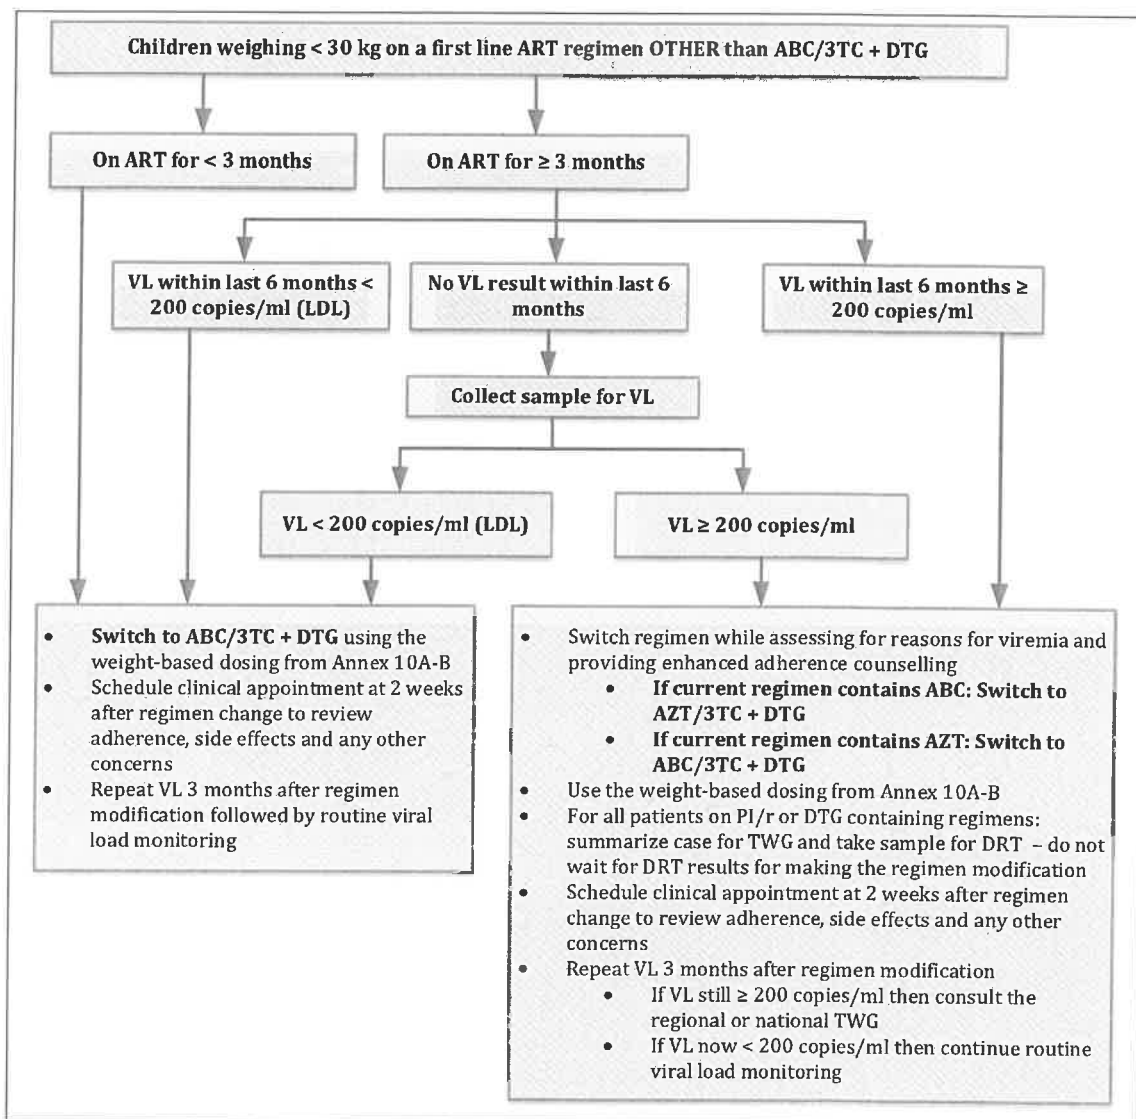 Children weighing < 30 kg on a first line ART regimen OTHER than ABC/3TC + DTG
On ART for < 3 months
On ART for ≥ 3 months
VL within last 6 months <
200 copies/ml (LDL)
No VL result within last 6
months
VL within last 6 months ≥
200 copies/ml
Collect sample for VL
VL < 200 copies/ml (LDL)
VL ≥ 200 copies/ml
• Switch to ABC/3TC + DTG using the
weight-based dosing from Annex 10A-B
• Schedule clinical appointment at 2 weeks
after regimen change to review
adherence, side effects and any other
concerns
• Repeat VL 3 months after regimen
modification followed by routine viral
load monitoring
• Switch regimen while assessing for reasons for viremia and
providing enhanced adherence counselling
• If current regimen contains ABC: Switch to
AZT/3TC + DTG
• If current regimen contains AZT: Switch to
ABC/3TC + DTG
• Use the weight-based dosing from Annex 10A-B
• For all patients on PI/r or DTG containing regimens:
summarize case for TWG and take sample for DRT – do not
wait for DRT results for making the regimen modification
• Schedule clinical appointment at 2 weeks after regimen
change to review adherence, side effects and any other
concerns
• Repeat VL 3 months after regimen modification
• If VL still ≥ 200 copies/ml then consult the
regional or national TWG
• If VL now < 200 copies/ml then continue routine
viral load monitoring